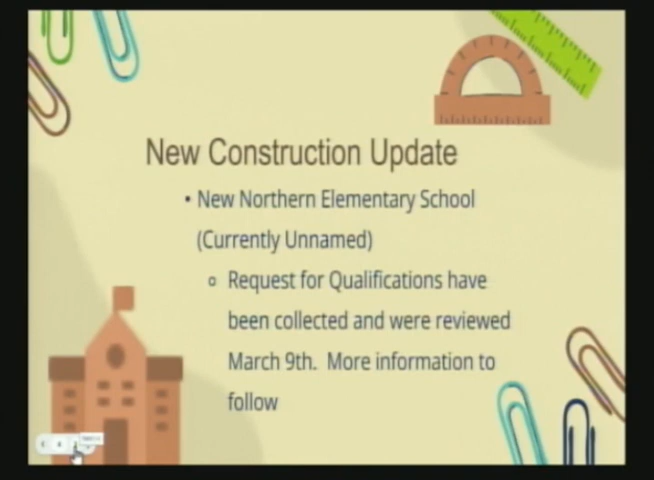 New Construction Update
• New Northern Elementary School
(Currently Unnamed)
o Request for Qualifications have
been collected and were reviewed
March 9th. More information to
follow